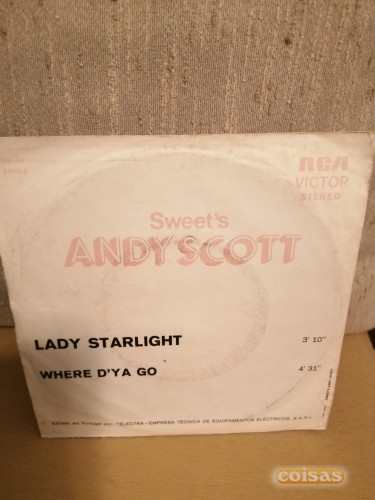 RCA
VICTOR
STEREO
Sweet's
ANDY SCOTT
LADY STARLIGHT 3' 10"
WHERE D'YA GO 4' 31"
Editado em Portugal por: TELECTRA - EMPRESA TÉCNICA DE EQUIPAMENTOS ELÉCTRICOS, S.A.R.L.
coisas